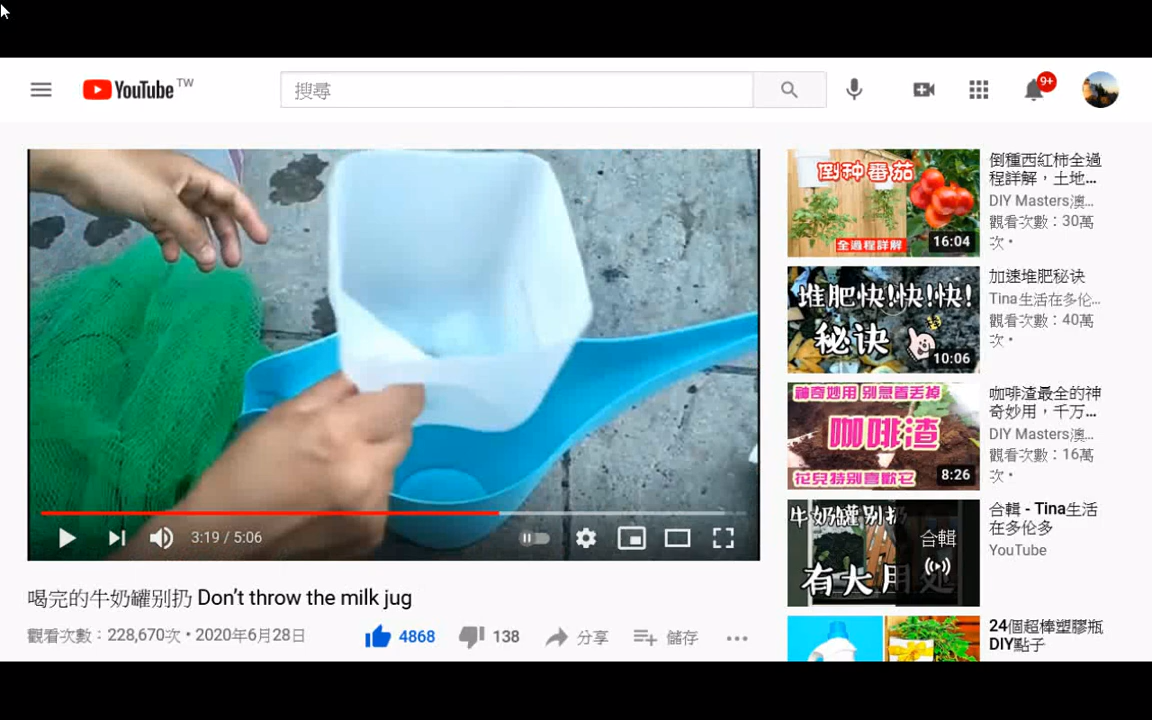 YouTube TW
搜尋
9+
倒种番茄
全過程詳解
16:04
倒種西紅柿全過
程詳解，土地...
DIY Masters澳...
觀看次數：30萬
次•
堆肥快!快!快!
秘诀
10:06
加速堆肥秘诀
Tina生活在多伦...
觀看次數：40萬
次•
神奇妙用 别急着丢掉
咖啡渣
花兒特别喜歡它
8:26
咖啡渣最全的神
奇妙用，千万...
DIY Masters澳...
觀看次數：16萬
次•
牛奶罐别扔
有大用处
合輯
合輯 - Tina生活
在多伦多
YouTube
24個超棒塑膠瓶
DIY點子
3:19 / 5:06
喝完的牛奶罐别扔 Don’t throw the milk jug
觀看次數：228,670次 • 2020年6月28日
4868
138
分享
儲存